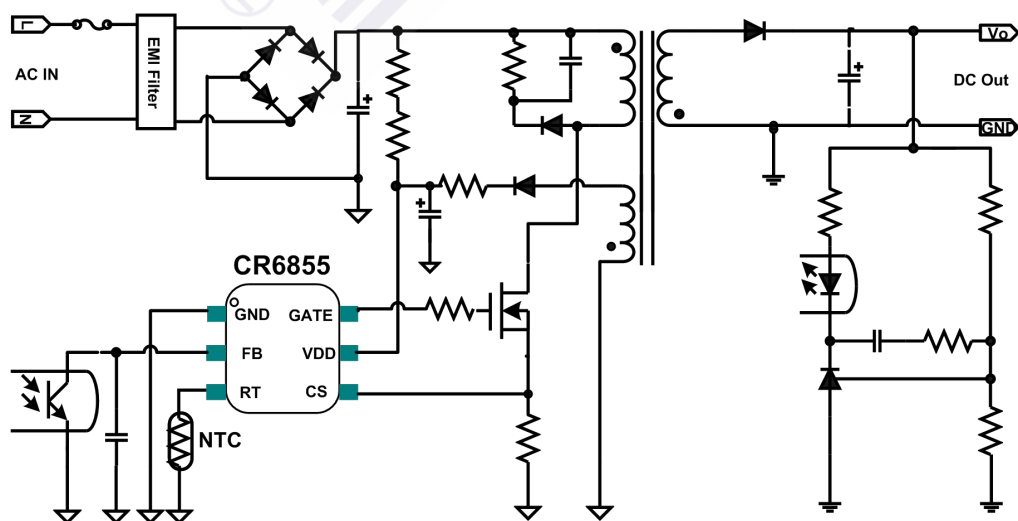 L
EMI Filter
Vo
AC IN
DC Out
N
GND
CR6855
GND
GATE
FB
VDD
RT
CS
NTC